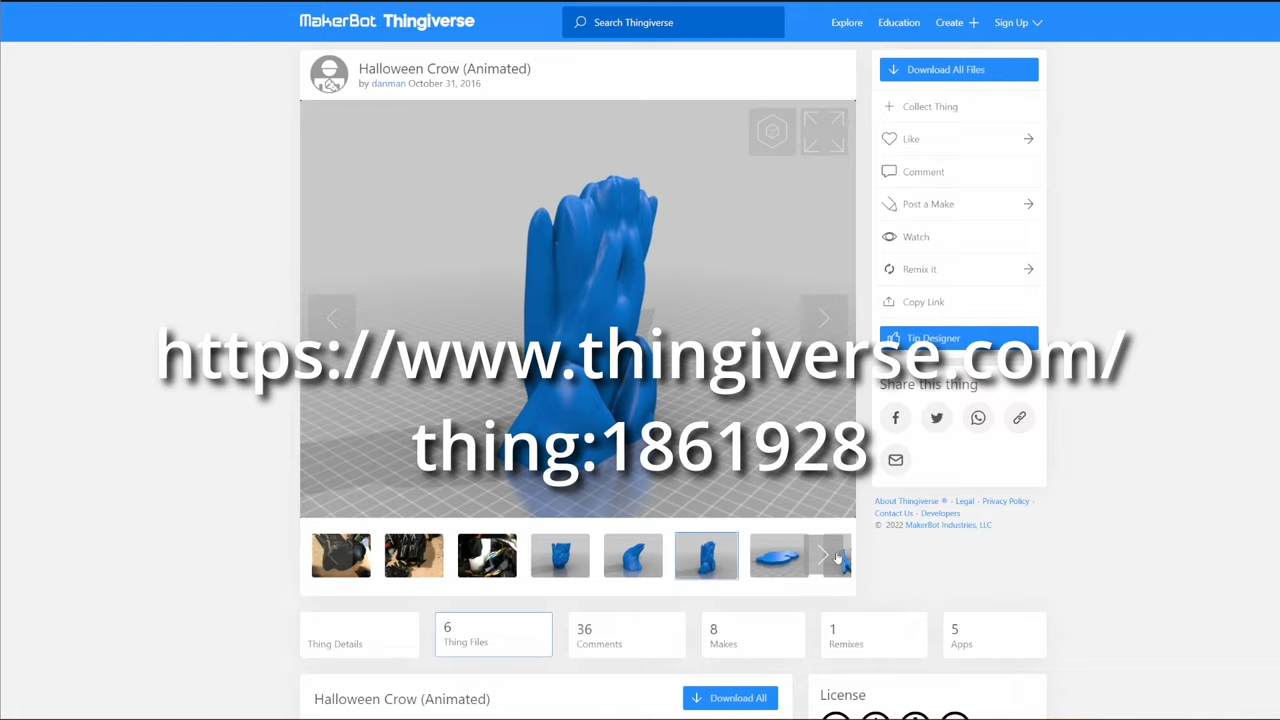 MakerBot Thingiverse
Search Thingiverse
Explore
Education
Create
Sign Up
Halloween Crow (Animated)
by danman October 31, 2016
Download All Files
Collect Thing
Like
Comment
Post a Make
Watch
Remix it
Copy Link
Tip Designer
https://www.thingiverse.com/
thing:1861928
Share this thing
About Thingiverse ® · Legal · Privacy Policy ·
Contact Us · Developers
© 2022 MakerBot Industries, LLC
Thing Details
6
Thing Files
36
Comments
8
Makes
1
Remixes
5
Apps
Halloween Crow (Animated)
Download All
License